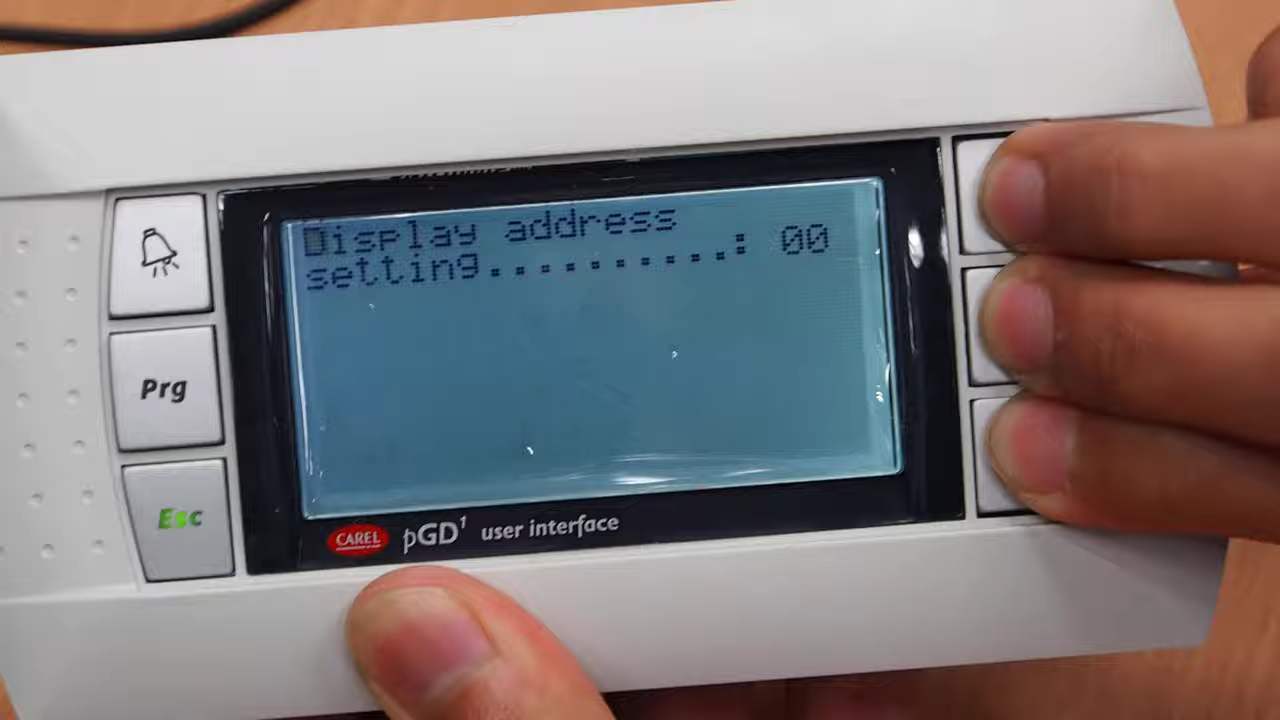 Display address
setting..........: 00
Prg
Esc
CAREL pGD¹ user interface